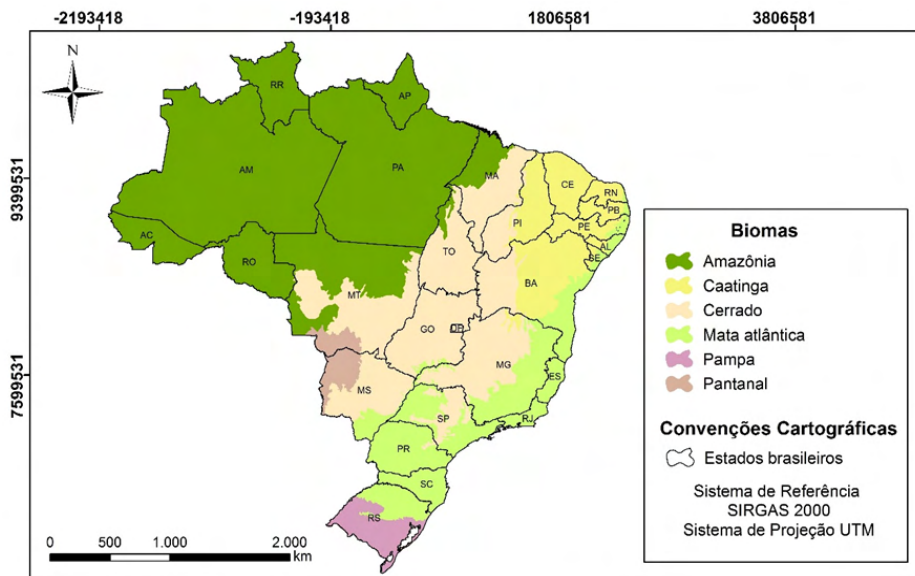 -2193418 -193418 1806581 3806581
N
9399531
7599531
RR
AP
AM
PA
MA
CE
RN
PB
PI
PE
AL
SE
AC
RO
TO
BA
MT
GO
DF
MG
ES
MS
SP
RJ
PR
SC
RS
Biomas
Amazônia
Caatinga
Cerrado
Mata atlântica
Pampa
Pantanal
Convenções Cartográficas
Estados brasileiros
Sistema de Referência
SIRGAS 2000
Sistema de Projeção UTM
0 500 1.000 2.000
km